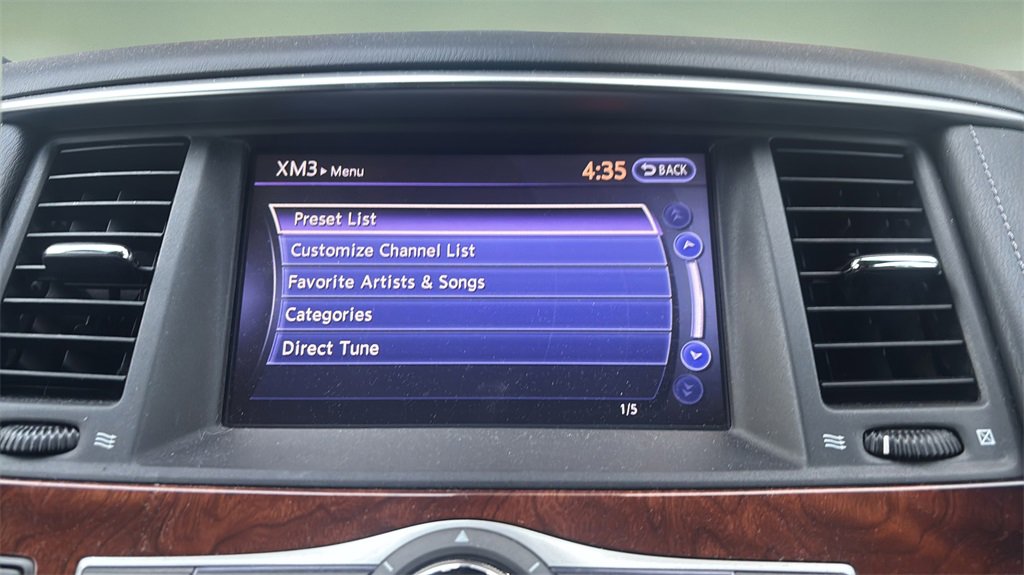 XM3▸Menu 4:35 BACK
Preset List
Customize Channel List
Favorite Artists & Songs
Categories
Direct Tune
1/5